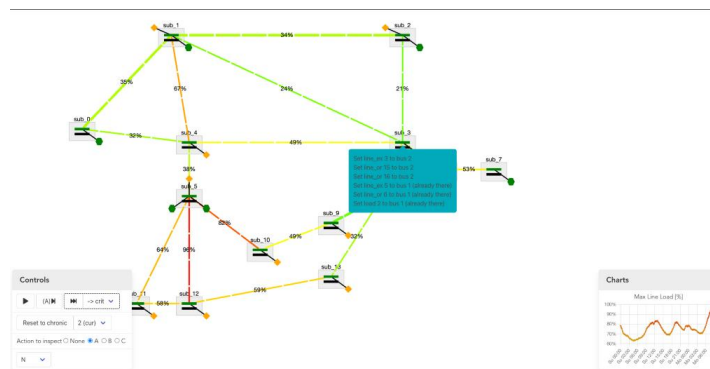 sub_1
sub_2
34%
35%
67%
24%
21%
sub_0
32%
sub_4
49%
sub_3
Set line_ex 3 to bus 2
Set line_or 15 to bus 2
Set line_or 16 to bus 2
Set line_ex 5 to bus 1 (already there)
Set line_or 6 to bus 1 (already there)
Set load 2 to bus 1 (already there)
sub_7
53%
38%
sub_5
82%
sub_9
32%
sub_10
49%
64%
96%
sub_13
59%
_11
58%
sub_12
Controls
(A)
-> crit
Reset to chronic
2 (cur)
Action to inspect
None
A
B
C
N
Charts
Max Line Load [%]
100%
90%
80%
60%